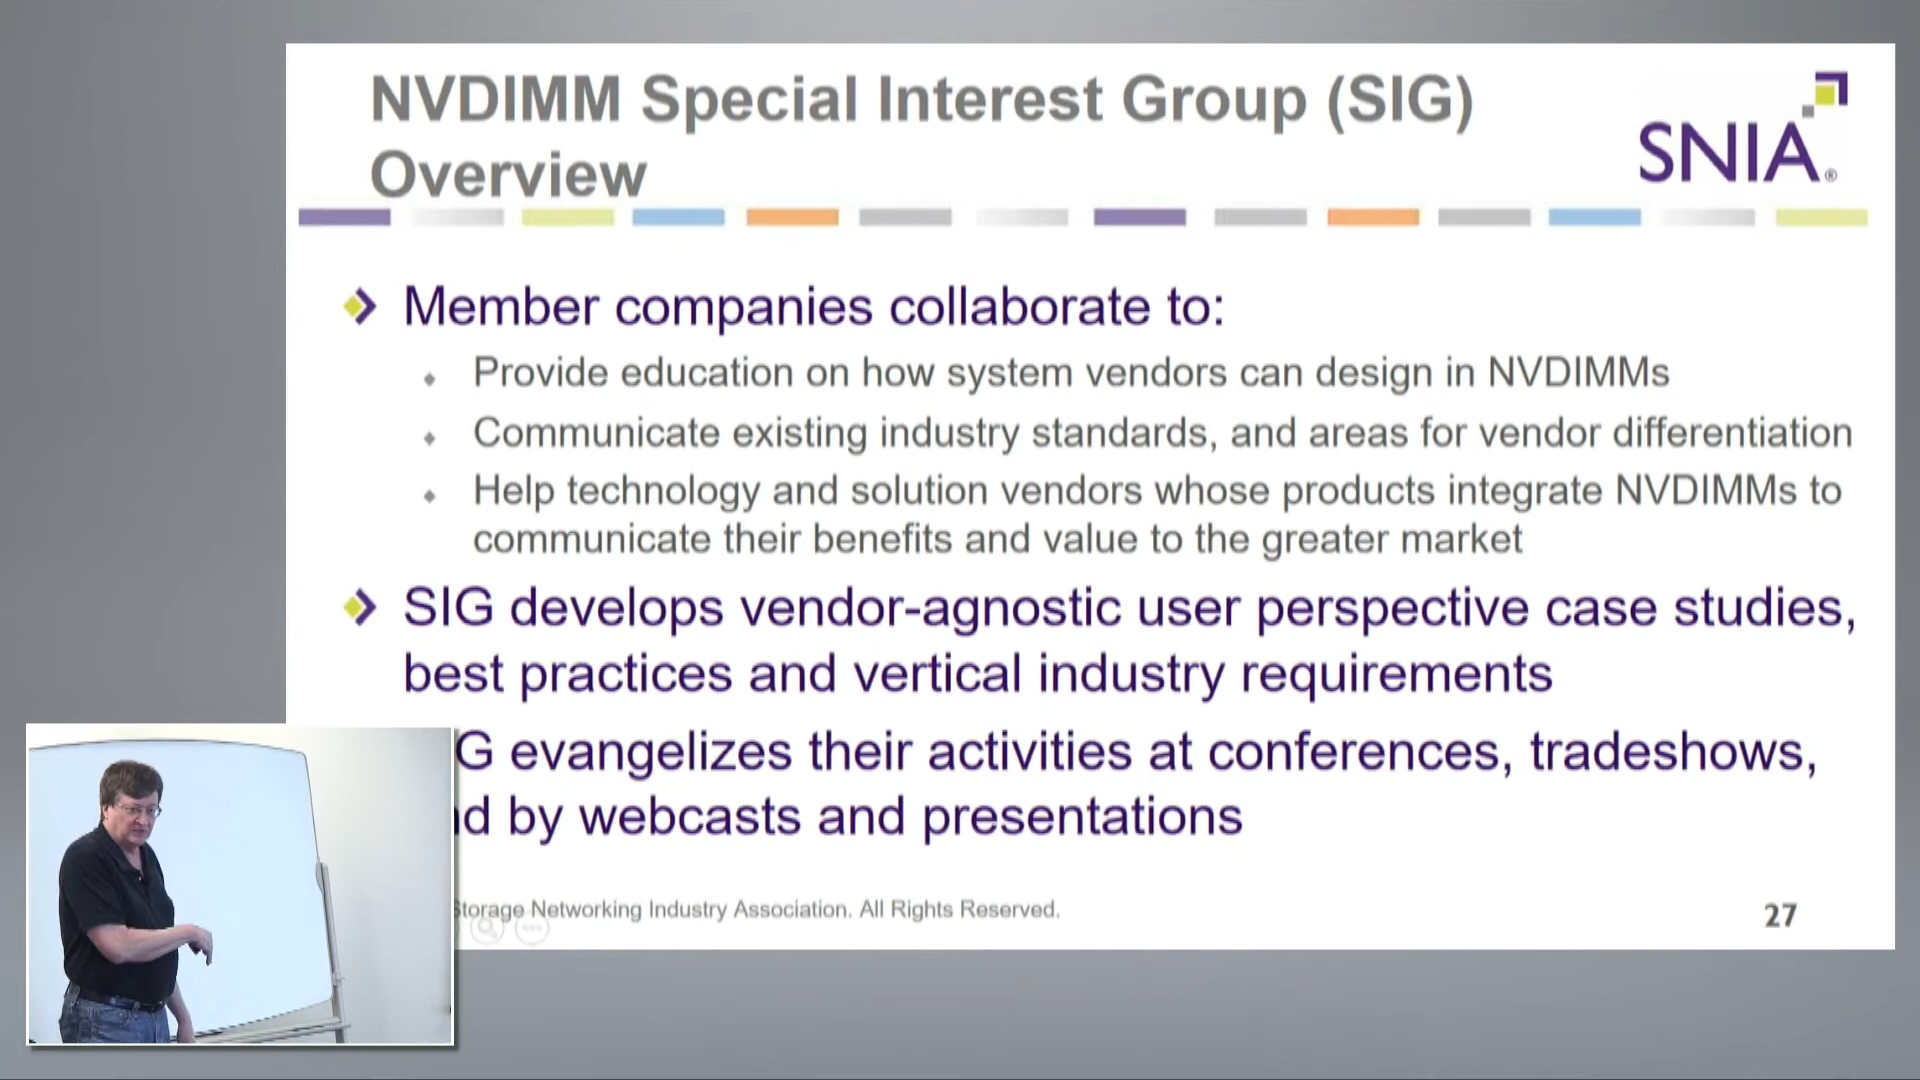 NVDIMM Special Interest Group (SIG)
Overview
SNIA®
Member companies collaborate to:
Provide education on how system vendors can design in NVDIMMs
Communicate existing industry standards, and areas for vendor differentiation
Help technology and solution vendors whose products integrate NVDIMMs to
communicate their benefits and value to the greater market
SIG develops vendor-agnostic user perspective case studies,
best practices and vertical industry requirements
G evangelizes their activities at conferences, tradeshows,
by webcasts and presentations
Storage Networking Industry Association. All Rights Reserved.
27